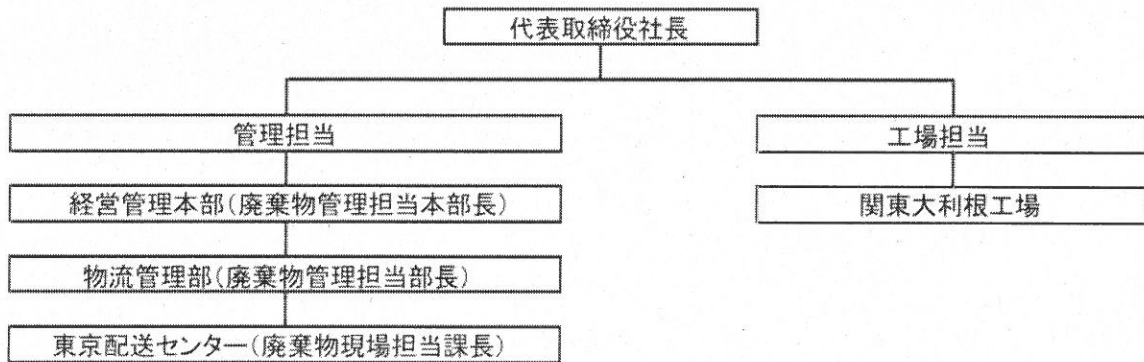 代表取締役社長
管理担当
工場担当
経営管理本部(廃棄物管理担当本部長)
関東大利根工場
物流管理部(廃棄物管理担当部長)
東京配送センター(廃棄物現場担当課長)